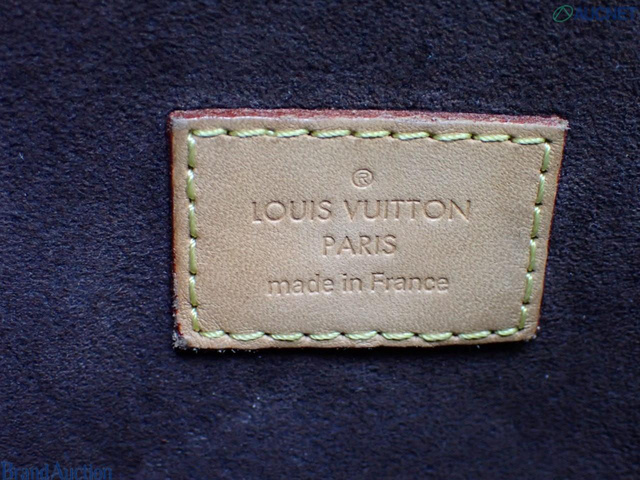 ®
LOUIS VUITTON
PARIS
made in France
Brand Auction